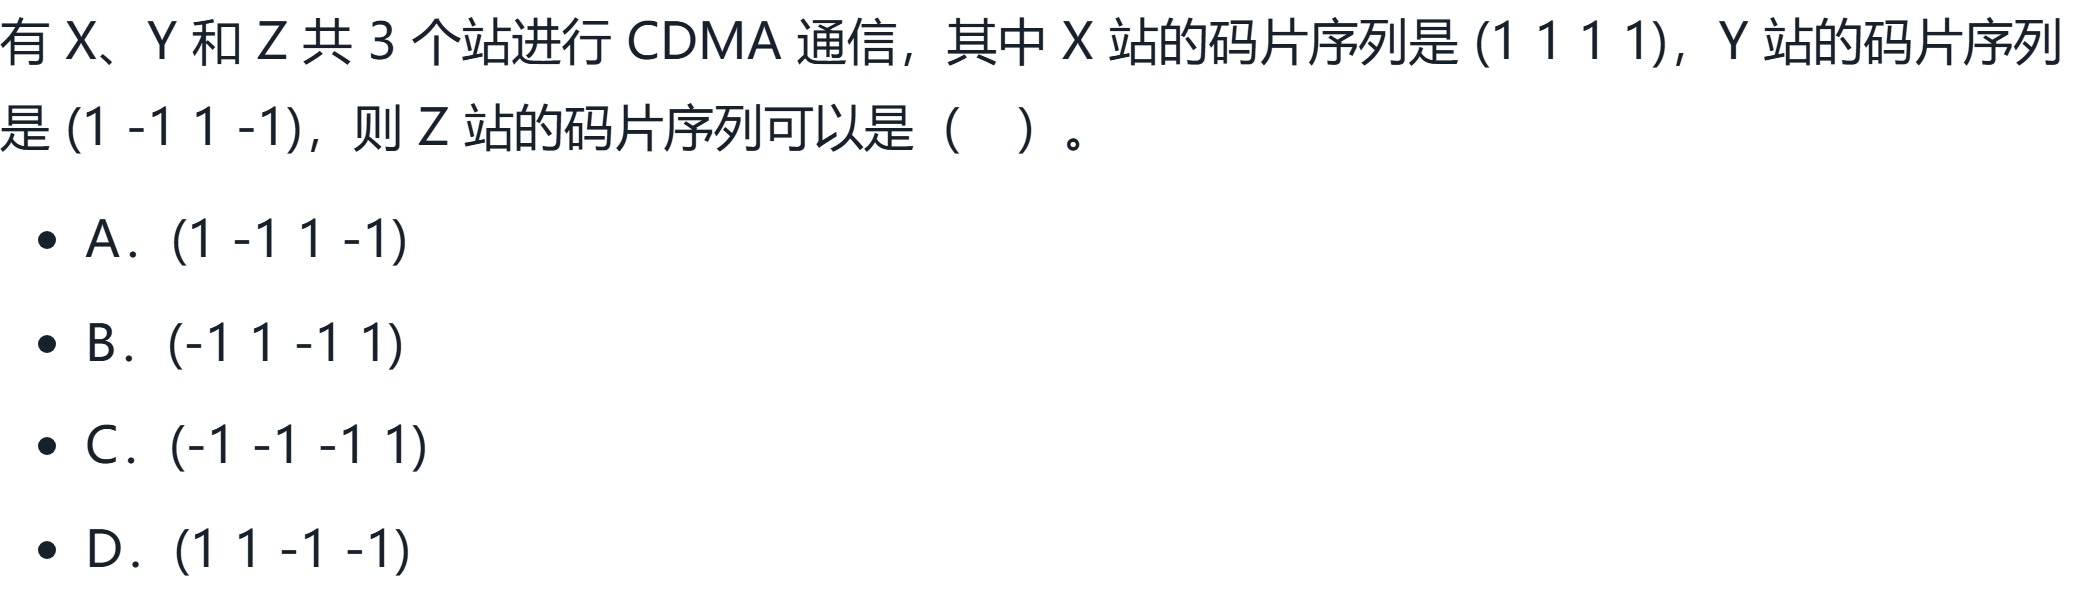 有 X、Y 和 Z 共 3 个站进行 CDMA 通信，其中 X 站的码片序列是 (1 1 1 1)，Y 站的码片序列
是 (1 -1 1 -1)，则 Z 站的码片序列可以是（　）。
• A．(1 -1 1 -1)
• B．(-1 1 -1 1)
• C．(-1 -1 -1 1)
• D．(1 1 -1 -1)